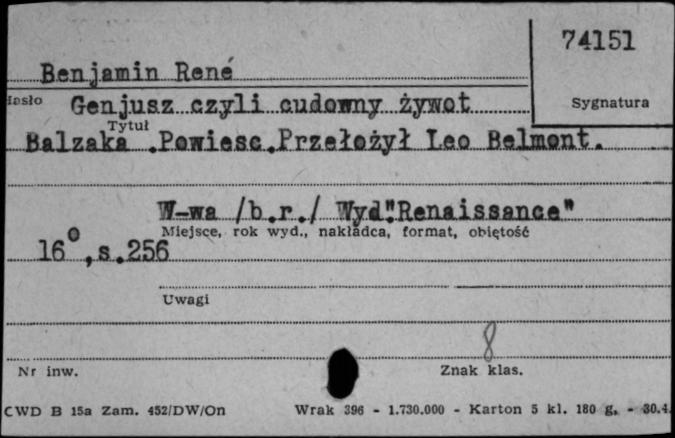 74151
Benjamin René
Hasło Genjusz czyli cudowny żywot
Sygnatura
Tytuł
Balzaka .Powiesc.Przełożył Leo Belmont.
W-wa /b.r./ Wyd."Renaissance"
Miejsce, rok wyd., nakładca, format, objętość
16°,s.256
Uwagi
8
Nr inw.
Znak klas.
CWD B 15a Zam. 452/DW/On Wrak 396 - 1.730.000 - Karton 5 kl. 180 g. - 30.4.